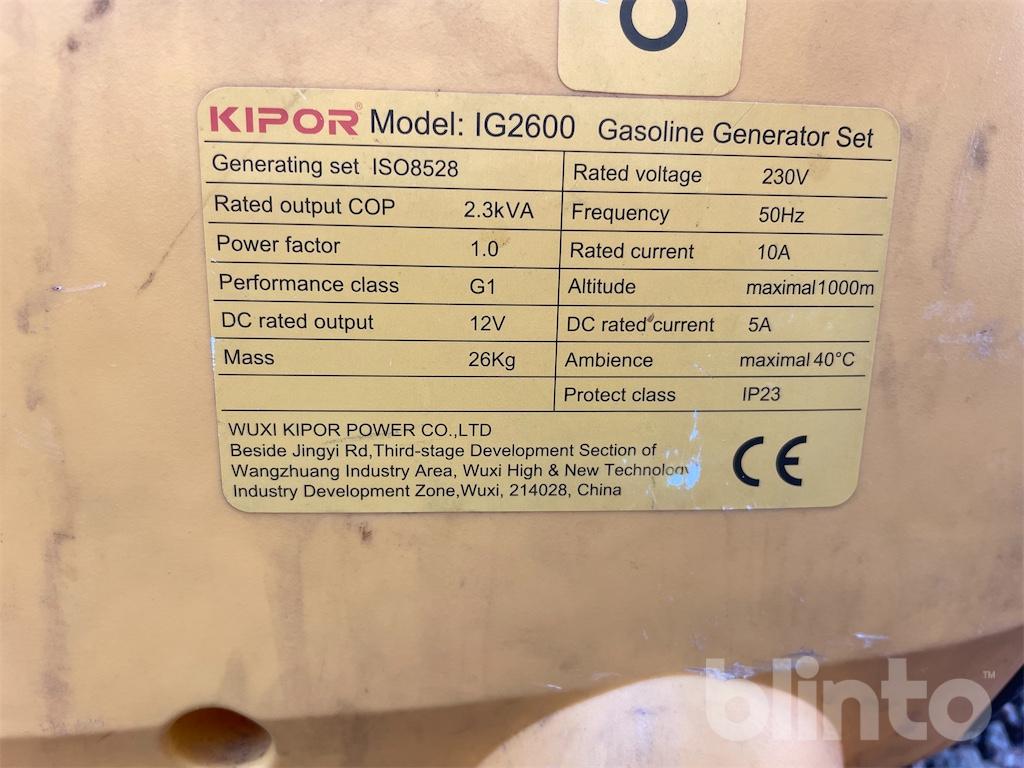 KIPOR® Model: IG2600 Gasoline Generator Set
Generating set ISO8528
Rated output COP 2.3kVA
Power factor 1.0
Performance class G1
DC rated output 12V
Mass 26Kg
Rated voltage 230V
Frequency 50Hz
Rated current 10A
Altitude maximal1000m
DC rated current 5A
Ambience maximal 40°C
Protect class IP23
WUXI KIPOR POWER CO.,LTD
Beside Jingyi Rd,Third-stage Development Section of
Wangzhuang Industry Area, Wuxi High & New Technology
Industry Development Zone,Wuxi, 214028, China
CE
blinto™